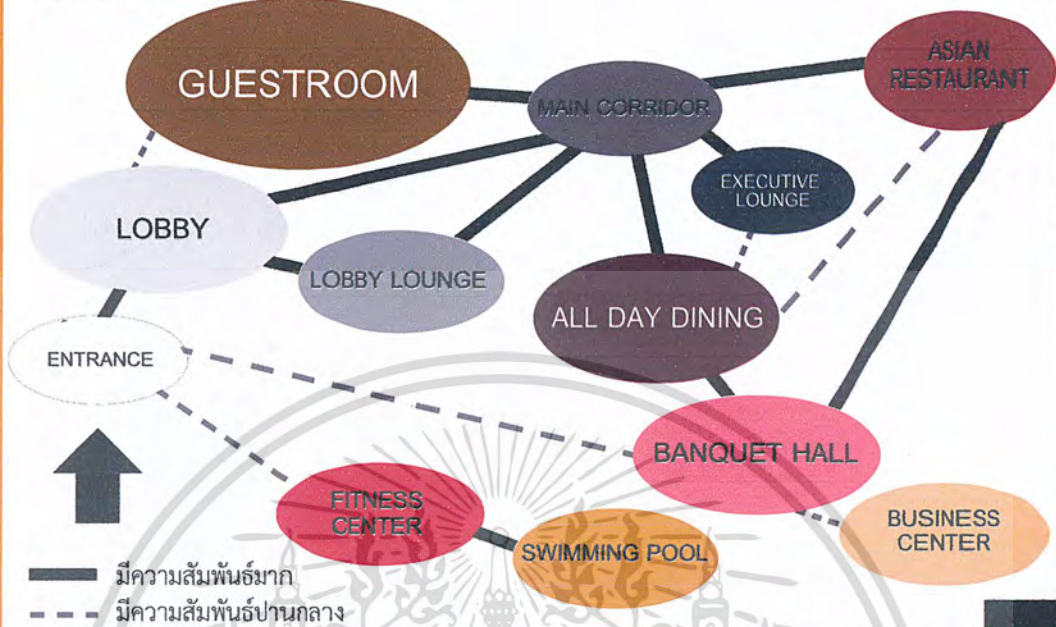 GUESTROOM
MAIN CORRIDOR
ASIAN
RESTAURANT
EXECUTIVE
LOUNGE
LOBBY
LOBBY LOUNGE
ALL DAY DINING
ENTRANCE
BANQUET HALL
FITNESS
CENTER
SWIMMING POOL
BUSINESS
CENTER
มีความสัมพันธ์มาก
มีความสัมพันธ์ปานกลาง